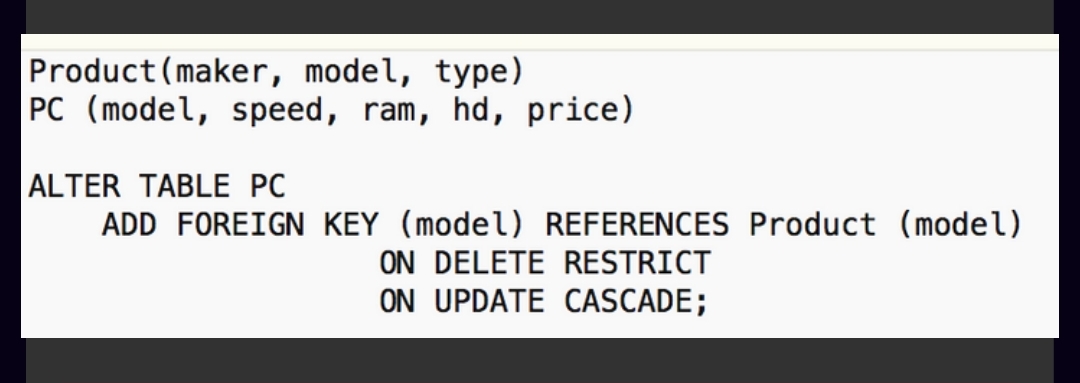 Product(maker, model, type)
PC (model, speed, ram, hd, price)
ALTER TABLE PC
ADD FOREIGN KEY (model) REFERENCES Product (model)
ON DELETE RESTRICT
ON UPDATE CASCADE;